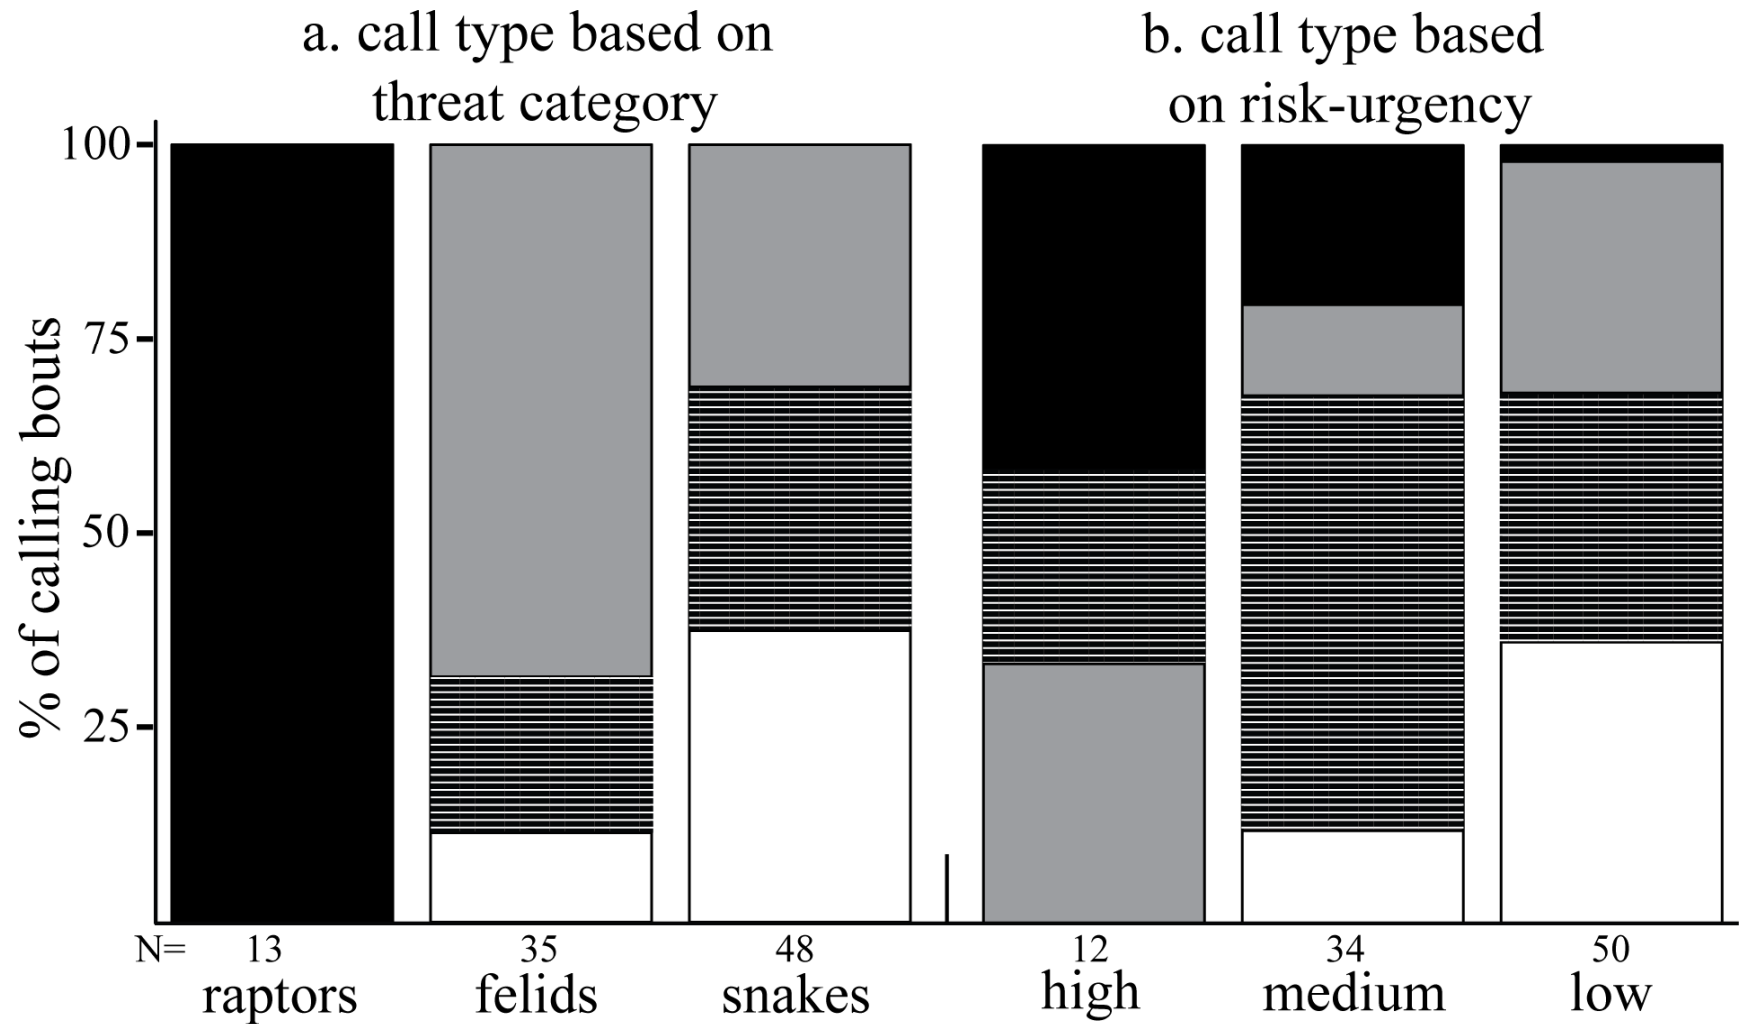 a. call type based on
threat category
b. call type based
on risk-urgency
% of calling bouts
100
75
50
25
N= 13 35 48 12 34 50
raptors felids snakes high medium low